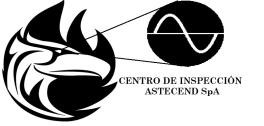 CENTRO DE INSPECCIÓN
ASTECEND SpA